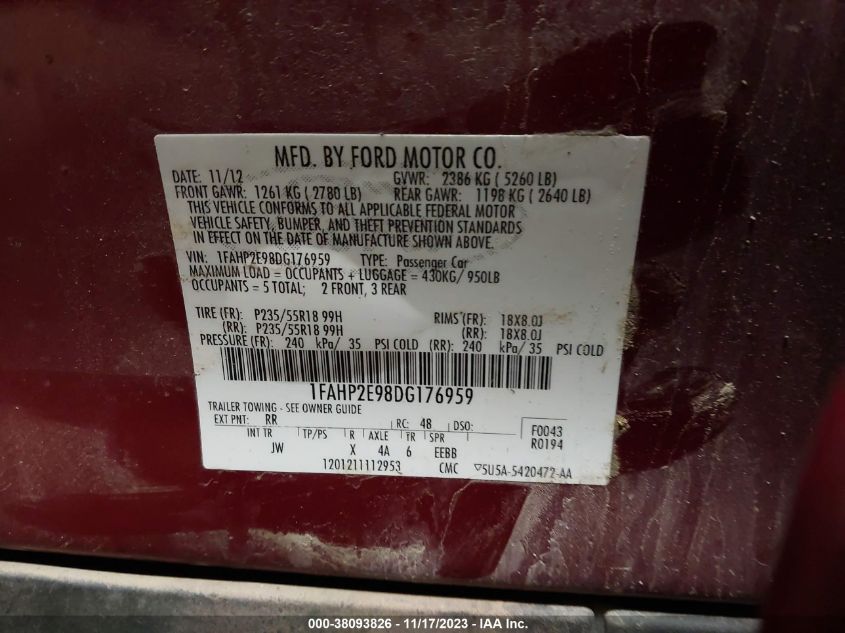 MFD. BY FORD MOTOR CO.
DATE: 11/12 GVWR: 2386 KG ( 5260 LB)
FRONT GAWR: 1261 KG ( 2780 LB) REAR GAWR: 1198 KG ( 2640 LB)
THIS VEHICLE CONFORMS TO ALL APPLICABLE FEDERAL MOTOR
VEHICLE SAFETY, BUMPER, AND THEFT PREVENTION STANDARDS
IN EFFECT ON THE DATE OF MANUFACTURE SHOWN ABOVE.
VIN: 1FAHP2E98DG176959 TYPE: Passenger Car
MAXIMUM LOAD = OCCUPANTS + LUGGAGE = 430KG/ 950LB
OCCUPANTS = 5 TOTAL; 2 FRONT, 3 REAR
TIRE (FR): P235/55R18 99H RIMS (FR): 18X8.0J
(RR): P235/55R18 99H (RR): 18X8.0J
PRESSURE (FR): 240 kPa/ 35 PSI COLD (RR): 240 kPa/ 35 PSI COLD
1FAHP2E98DG176959
TRAILER TOWING - SEE OWNER GUIDE
EXT PNT: RR RC: 48 DSO: F0043
INT TR TP/PS R AXLE TR SPR R0194
JW X 4A 6 EEBB
1201211112953 CMC ▽5U5A-5420472-AA
000-38093826 - 11/17/2023 - IAA Inc.